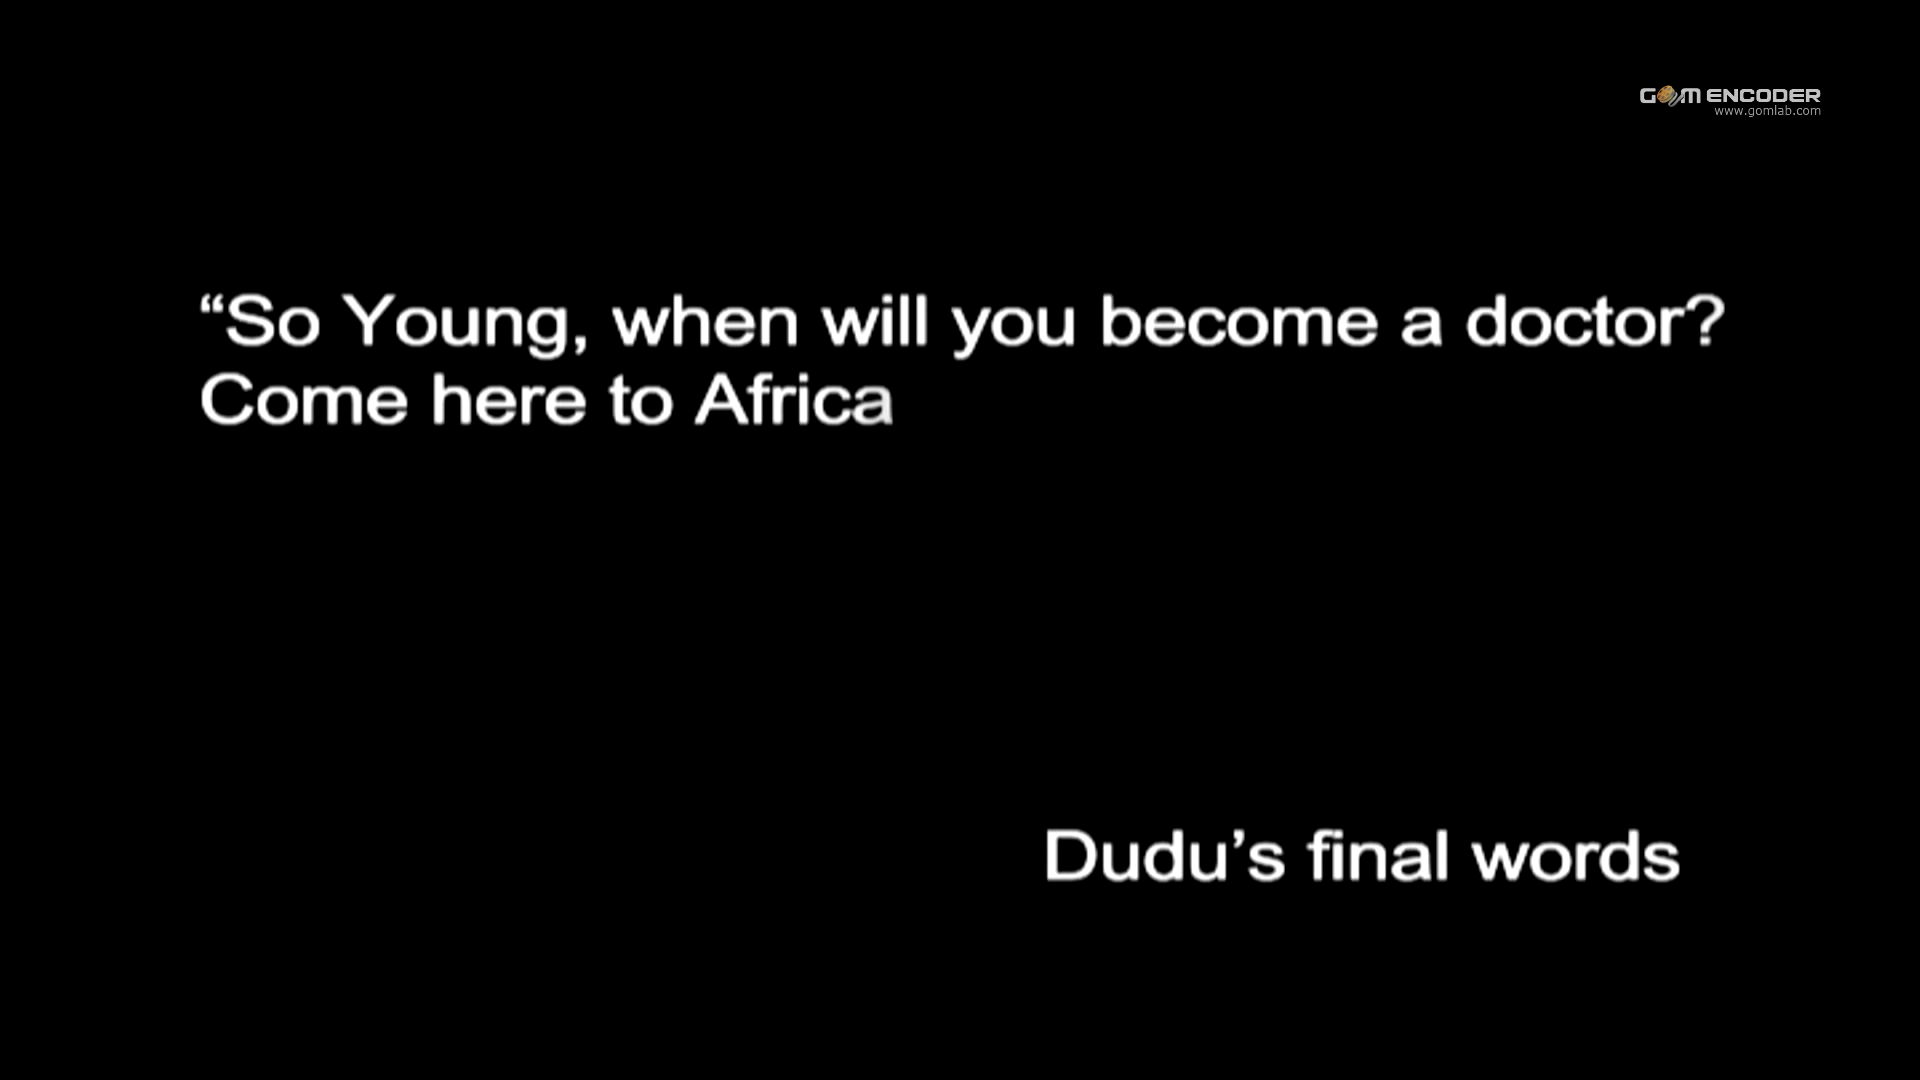 GOM ENCODER
www.gomlab.com
“So Young, when will you become a doctor?
Come here to Africa
Dudu’s final words